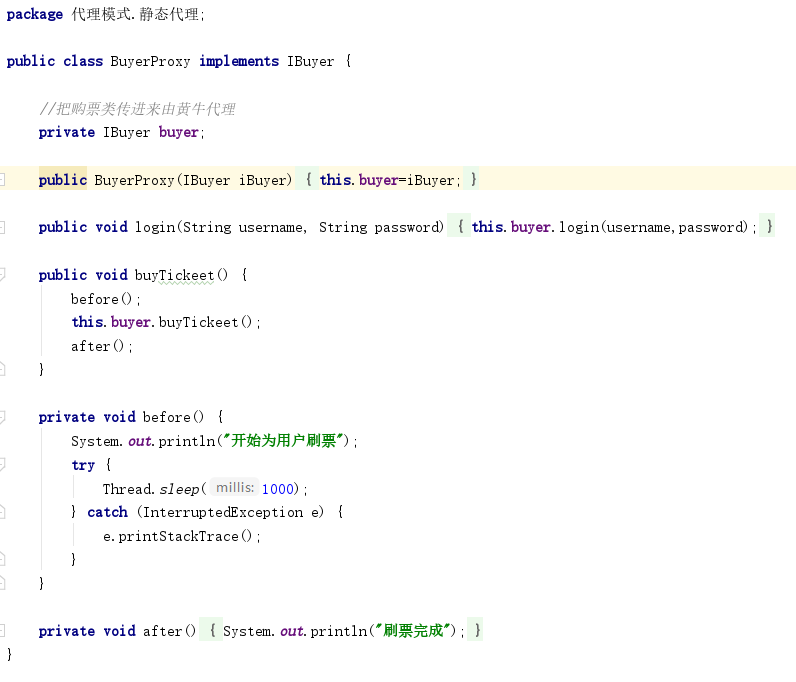 package 代理模式.静态代理;
public class BuyerProxy implements IBuyer {
//把购票类传进来由黄牛代理
private IBuyer buyer;
public BuyerProxy(IBuyer iBuyer) { this.buyer=iBuyer; }
public void login(String username, String password) { this.buyer.login(username,password); }
public void buyTickeet() {
before();
this.buyer.buyTickeet();
after();
}
private void before() {
System.out.println("开始为用户刷票");
try {
Thread.sleep( millis: 1000);
} catch (InterruptedException e) {
e.printStackTrace();
}
}
private void after() { System.out.println("刷票完成"); }
}